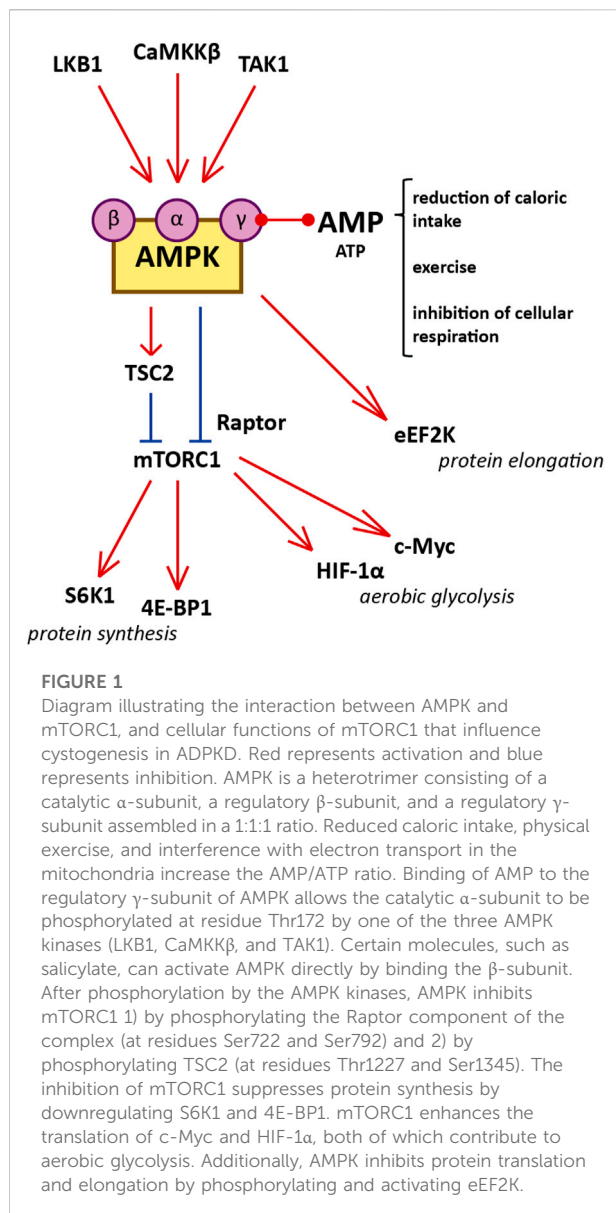 CaMKKβ
LKB1
TAK1
β
α
γ
AMPK
AMP
ATP
reduction of caloric
intake
exercise
inhibition of cellular
respiration
TSC2
Raptor
mTORC1
eEF2K
protein elongation
c-Myc
HIF-1α
aerobic glycolysis
S6K1
4E-BP1
protein synthesis
FIGURE 1
Diagram illustrating the interaction between AMPK and
mTORC1, and cellular functions of mTORC1 that influence
cystogenesis in ADPKD. Red represents activation and blue
represents inhibition. AMPK is a heterotrimer consisting of a
catalytic α-subunit, a regulatory β-subunit, and a regulatory γ-
subunit assembled in a 1:1:1 ratio. Reduced caloric intake, physical
exercise, and interference with electron transport in the
mitochondria increase the AMP/ATP ratio. Binding of AMP to the
regulatory γ-subunit of AMPK allows the catalytic α-subunit to be
phosphorylated at residue Thr172 by one of the three AMPK
kinases (LKB1, CaMKKβ, and TAK1). Certain molecules, such as
salicylate, can activate AMPK directly by binding the β-subunit.
After phosphorylation by the AMPK kinases, AMPK inhibits
mTORC1 1) by phosphorylating the Raptor component of the
complex (at residues Ser722 and Ser792) and 2) by
phosphorylating TSC2 (at residues Thr1227 and Ser1345). The
inhibition of mTORC1 suppresses protein synthesis by
downregulating S6K1 and 4E-BP1. mTORC1 enhances the
translation of c-Myc and HIF-1α, both of which contribute to
aerobic glycolysis. Additionally, AMPK inhibits protein translation
and elongation by phosphorylating and activating eEF2K.